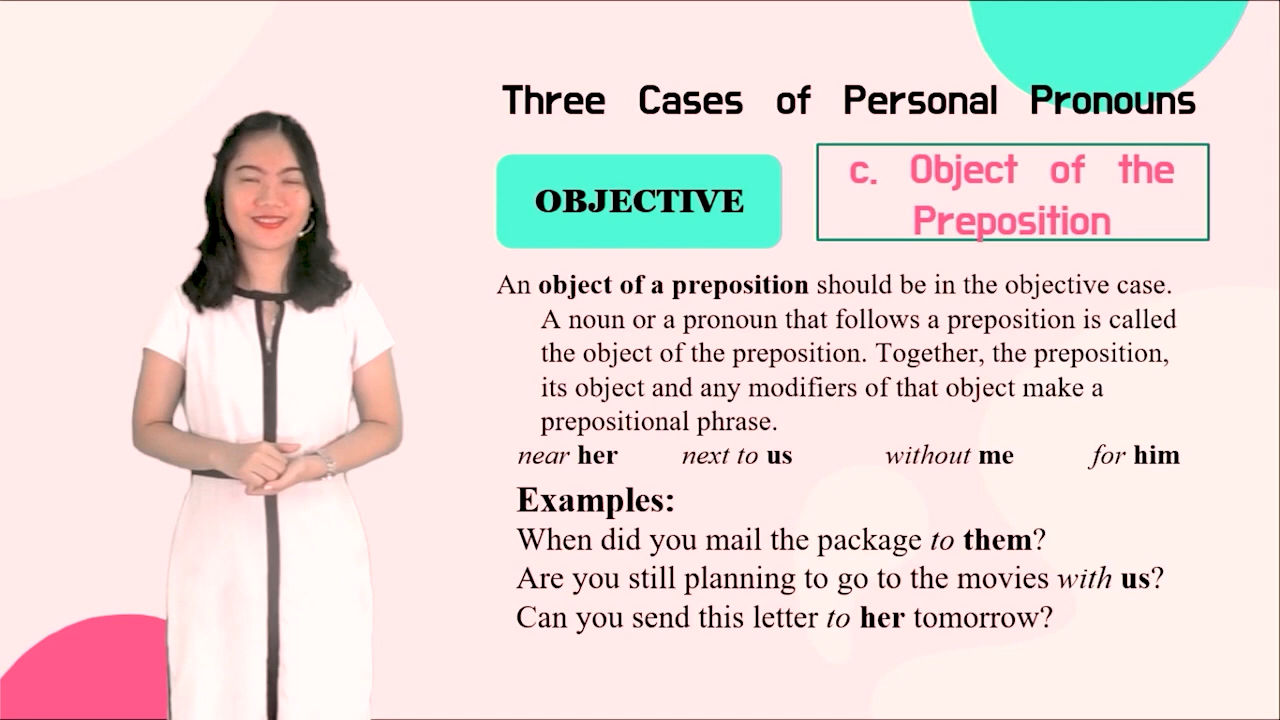 Three Cases of Personal Pronouns
OBJECTIVE
c. Object of the
Preposition
An object of a preposition should be in the objective case.
A noun or a pronoun that follows a preposition is called
the object of the preposition. Together, the preposition,
its object and any modifiers of that object make a
prepositional phrase.
near her next to us without me for him
Examples:
When did you mail the package to them?
Are you still planning to go to the movies with us?
Can you send this letter to her tomorrow?